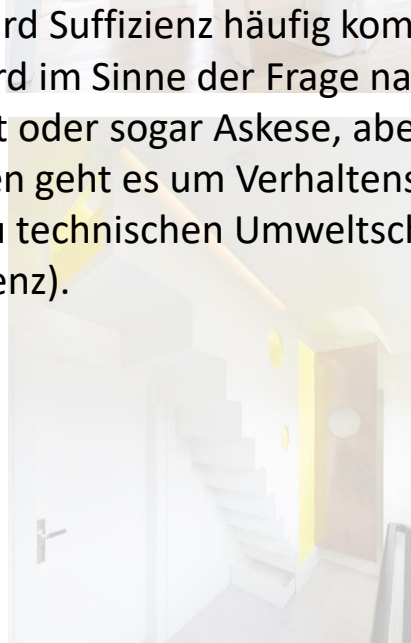 rd Suffizienz häufig kom
rd im Sinne der Frage na
t oder sogar Askese, abe
en geht es um Verhaltens
u technischen Umweltsch
enz).